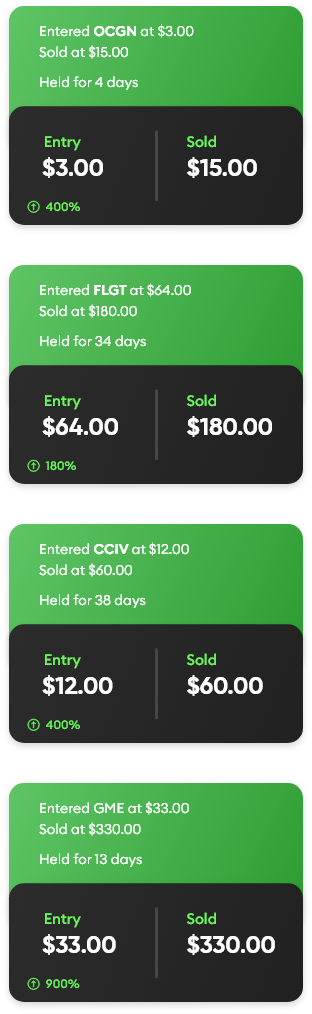 Entered OCGN at $3.00
Sold at $15.00
Held for 4 days
Entry Sold
$3.00 $15.00
400%
Entered FLGT at $64.00
Sold at $180.00
Held for 34 days
Entry Sold
$64.00 $180.00
180%
Entered CCIV at $12.00
Sold at $60.00
Held for 38 days
Entry Sold
$12.00 $60.00
400%
Entered GME at $33.00
Sold at $330.00
Held for 13 days
Entry Sold
$33.00 $330.00
900%